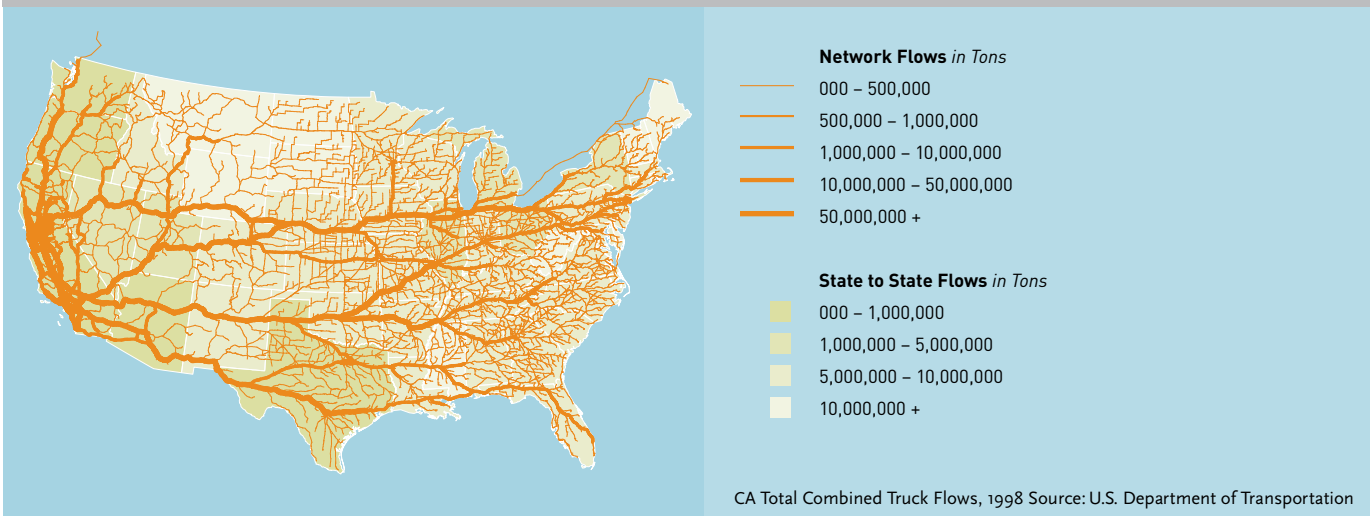 Network Flows in Tons
000 – 500,000
500,000 – 1,000,000
1,000,000 – 10,000,000
10,000,000 – 50,000,000
50,000,000 +
State to State Flows in Tons
000 – 1,000,000
1,000,000 – 5,000,000
5,000,000 – 10,000,000
10,000,000 +
CA Total Combined Truck Flows, 1998 Source: U.S. Department of Transportation